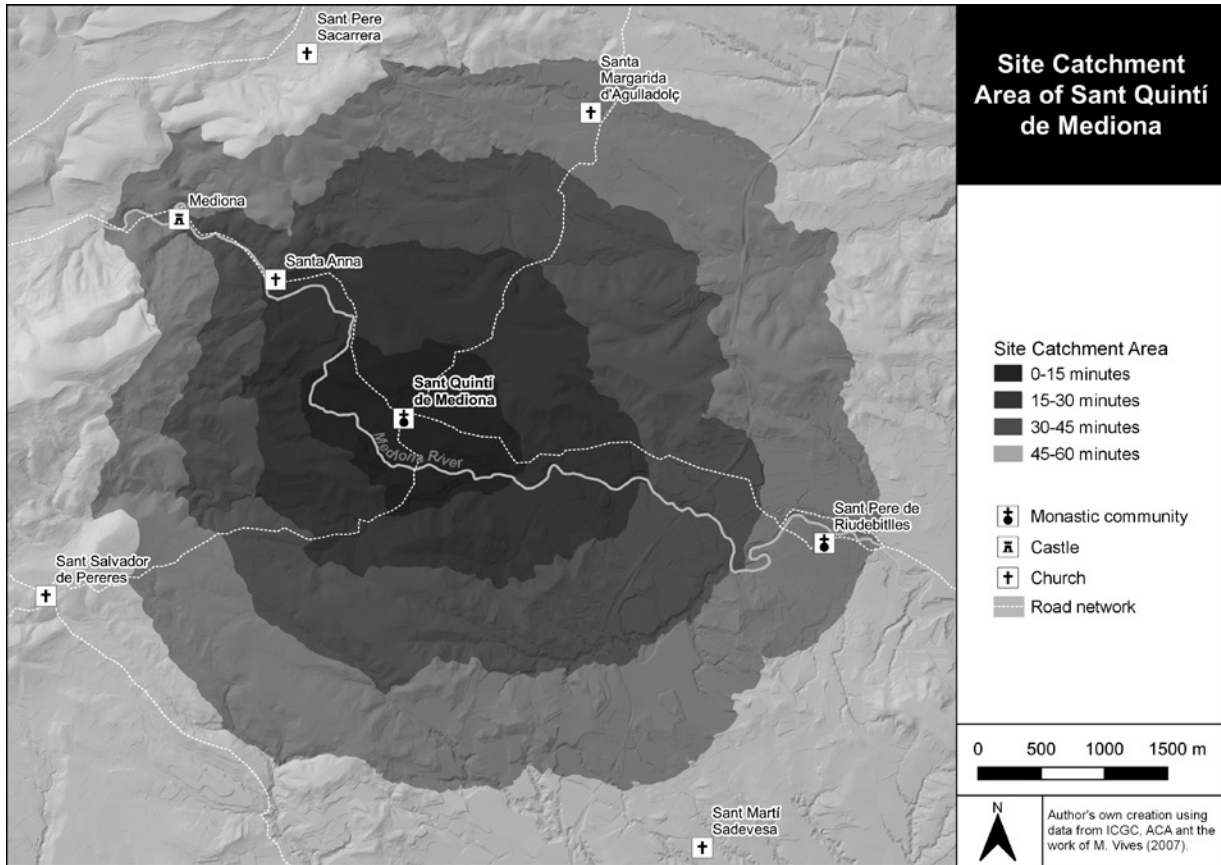 Sant Pere
Sacarrera
Santa
Margarida
d'Agulladolç
Mediona
Santa Anna
Sant Quintí
de Mediona
Mediona River
Sant Pere de
Riudebitlles
Sant Salvador
de Pereres
Sant Martí
Sadevesa
Site Catchment
Area of Sant Quintí
de Mediona
Site Catchment Area
0-15 minutes
15-30 minutes
30-45 minutes
45-60 minutes
Monastic community
Castle
Church
Road network
0 500 1000 1500 m
N
Author's own creation using
data from ICGC, ACA ant the
work of M. Vives (2007).